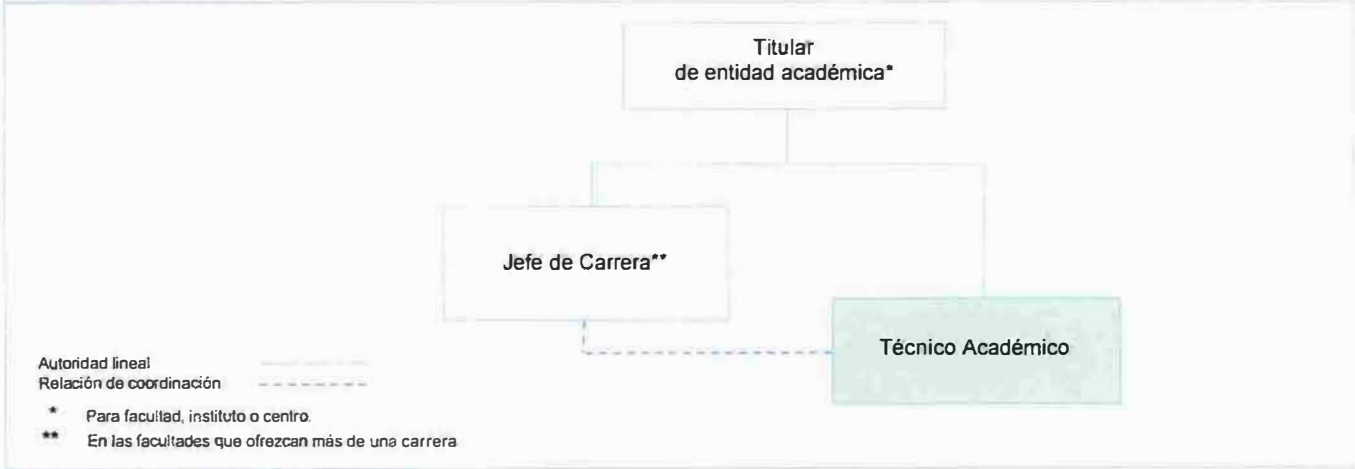 Titular
de entidad académica*
Jefe de Carrera**
Técnico Académico
Autoridad lineal
Relación de coordinación
* Para facultad, instituto o centro.
** En las facultades que ofrezcan más de una carrera